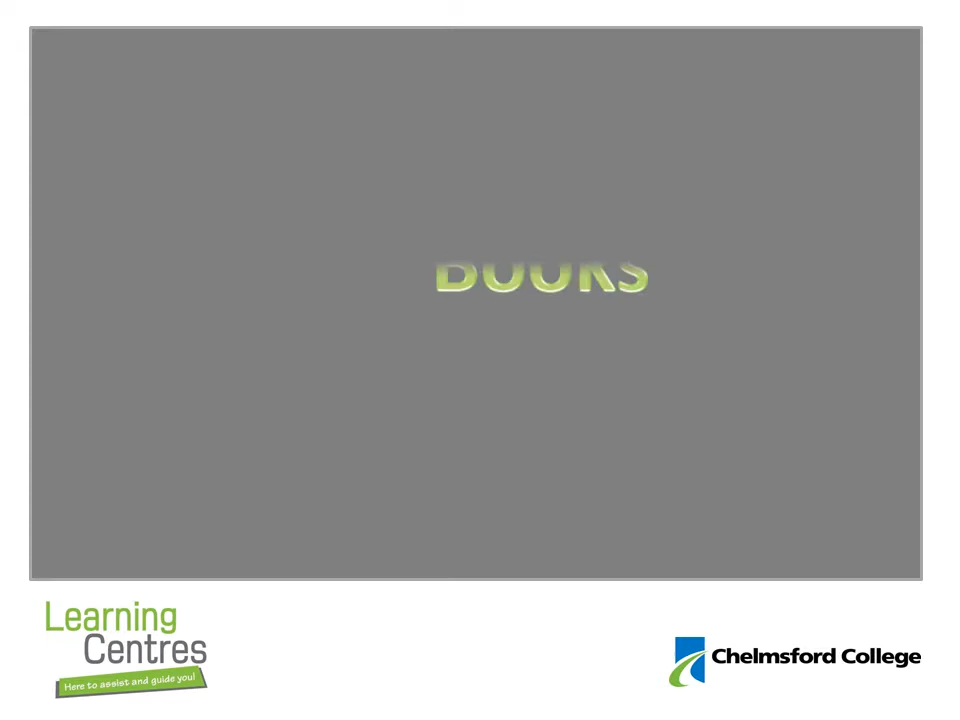 BOOKS
Learning
Centres
Here to assist and guide you!
Chelmsford College